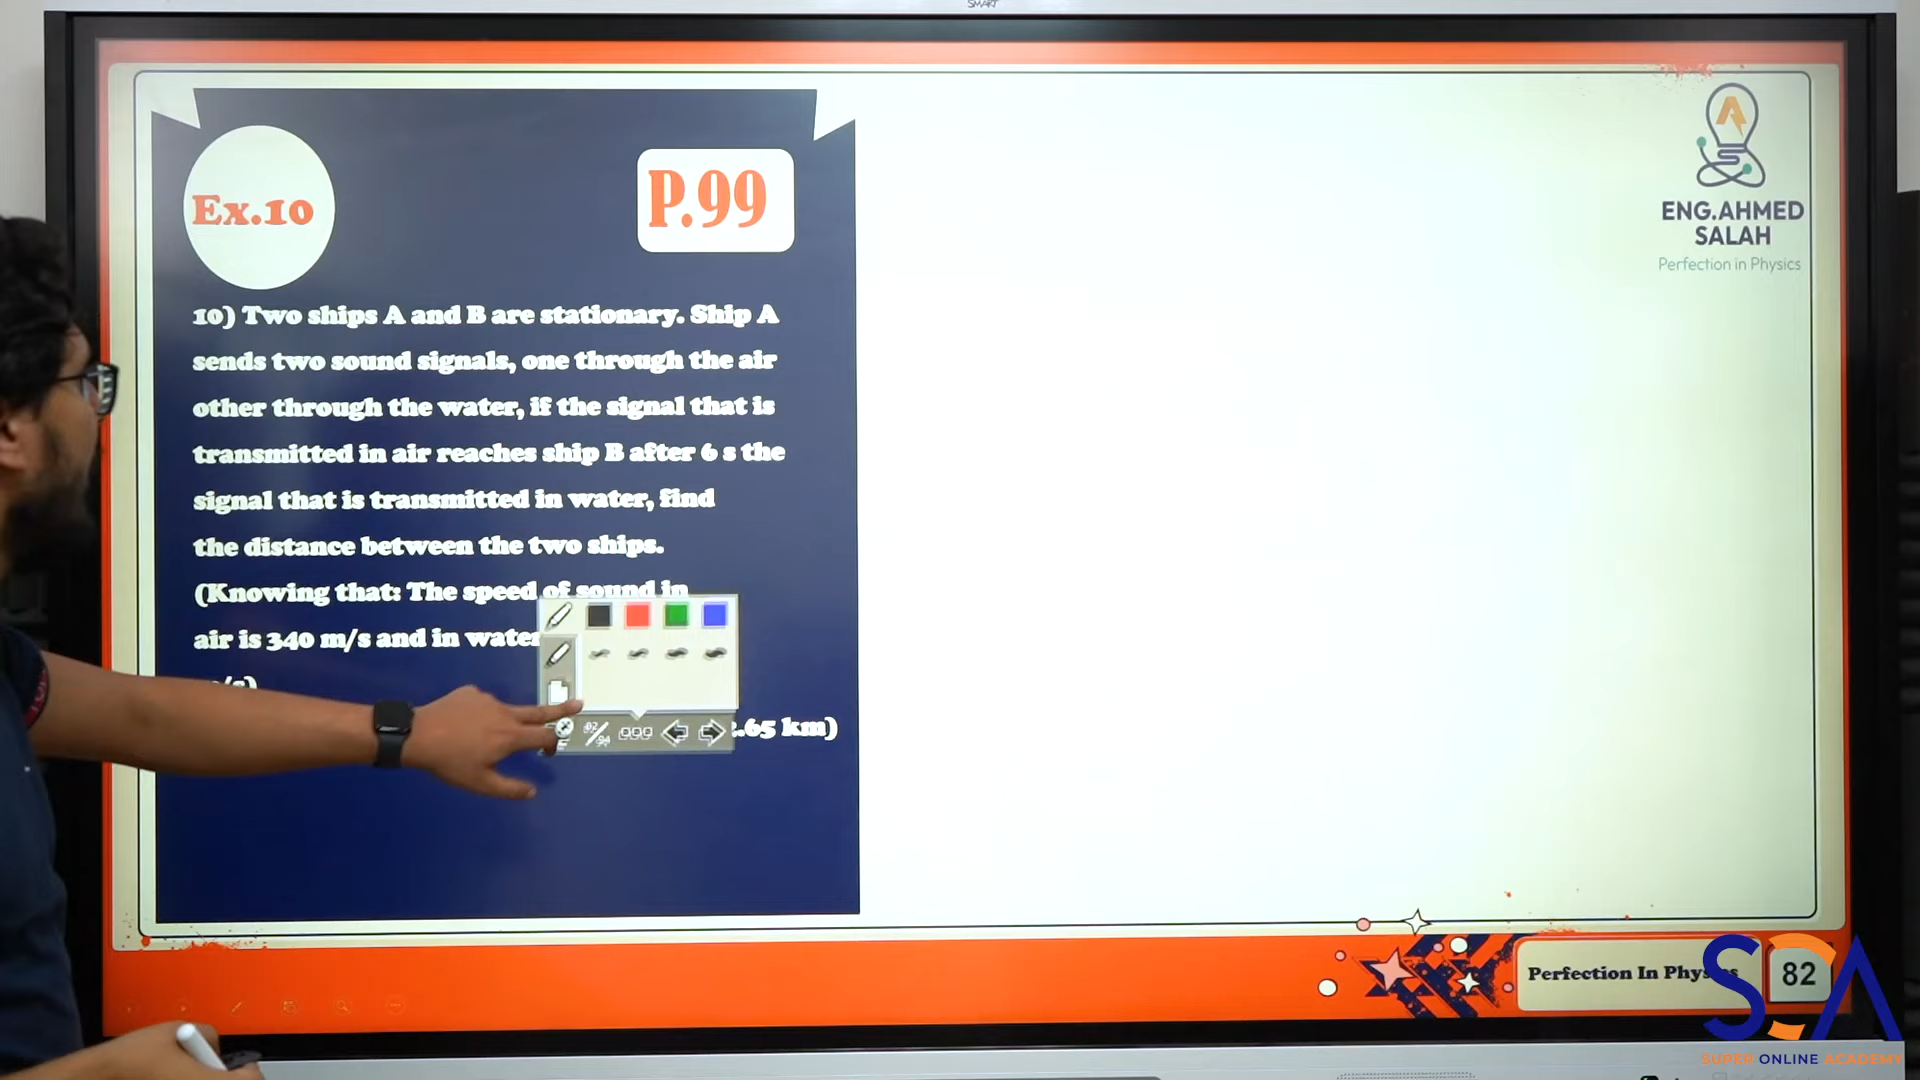 SMART
Ex.10
P.99
10) Two ships A and B are stationary. Ship A
sends two sound signals, one through the air
other through the water, if the signal that is
transmitted in air reaches ship B after 6 s the
signal that is transmitted in water, find
the distance between the two ships.
(Knowing that: The speed of sound in
air is 340 m/s and in water
/s)
.65 km)
ENG.AHMED
SALAH
Perfection in Physics
Perfection In Physics
82
SOA
SUPER ONLINE ACADEMY